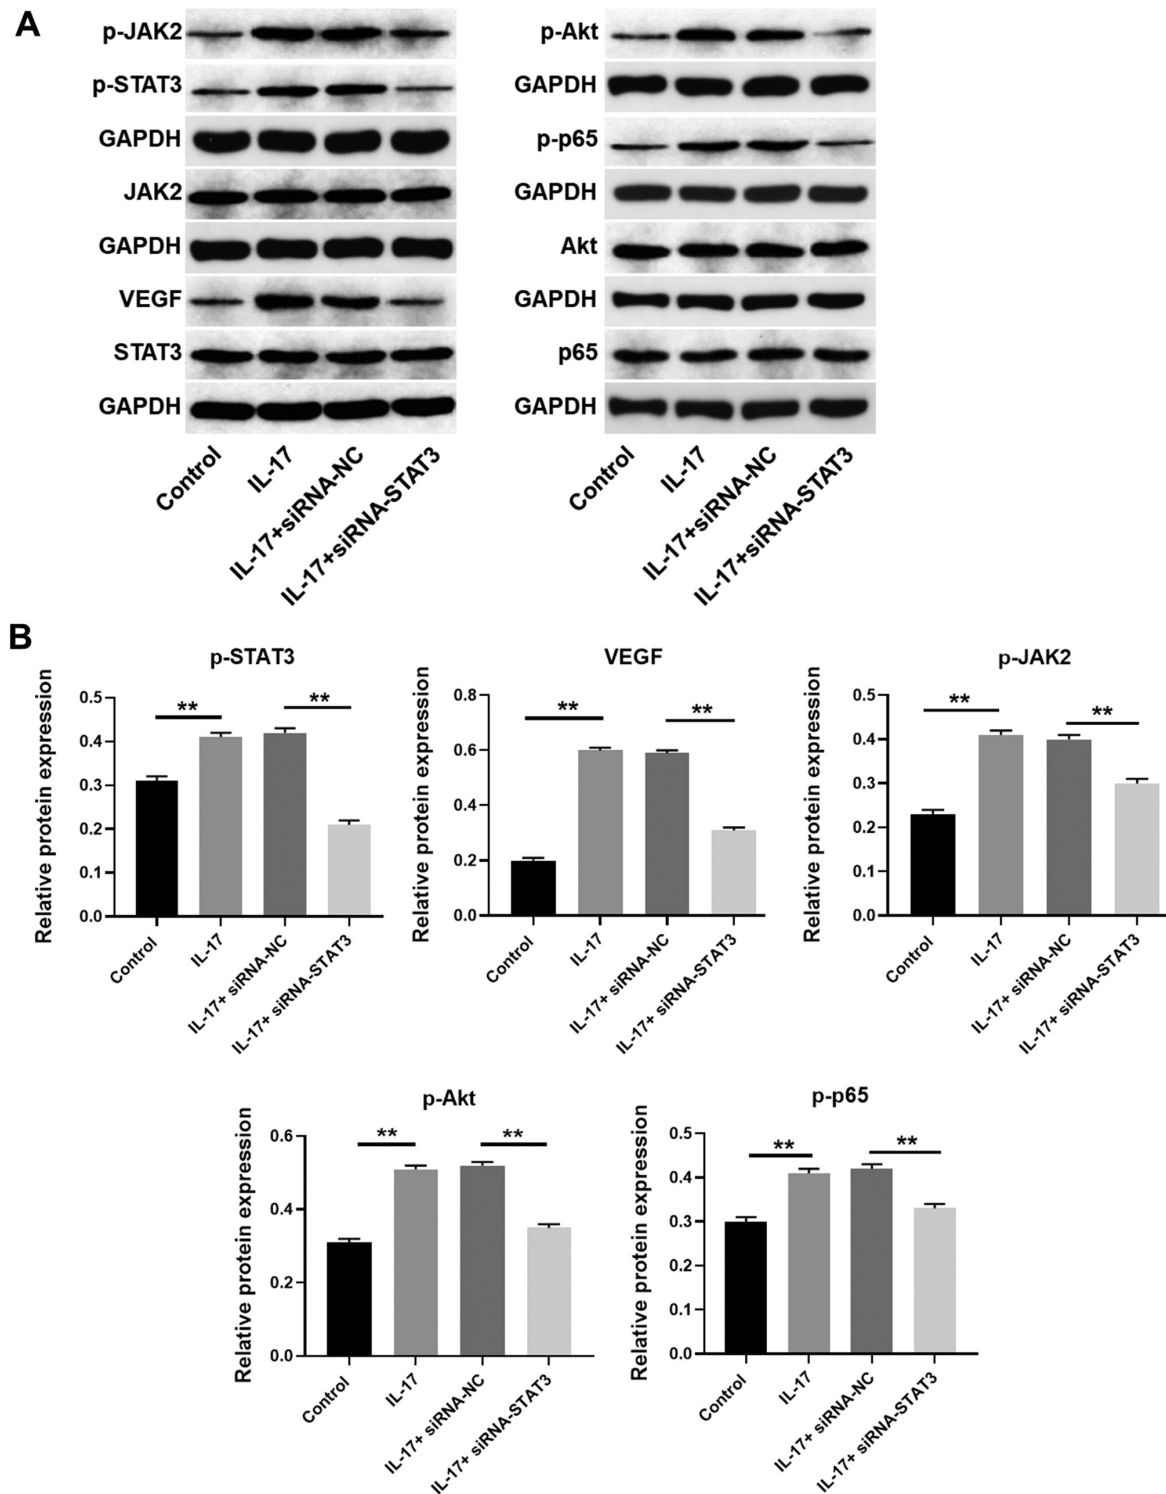 A
p-JAK2
p-STAT3
GAPDH
JAK2
GAPDH
VEGF
STAT3
GAPDH
Control
IL-17
IL-17+siRNA-NC
IL-17+siRNA-STAT3
p-Akt
GAPDH
p-p65
GAPDH
Akt
GAPDH
p65
GAPDH
Control
IL-17
IL-17+siRNA-NC
IL-17+siRNA-STAT3
B
p-STAT3
Relative protein expression
0.5
0.4
0.3
0.2
0.1
0.0
**
**
Control
IL-17
IL-17+ siRNA-NC
IL-17+ siRNA-STAT3
VEGF
Relative protein expression
0.8
0.6
0.4
0.2
0.0
**
**
Control
IL-17
IL-17+ siRNA-NC
IL-17+ siRNA-STAT3
p-JAK2
Relative protein expression
0.5
0.4
0.3
0.2
0.1
0.0
**
**
Control
IL-17
IL-17+ siRNA-NC
IL-17+ siRNA-STAT3
p-Akt
Relative protein expression
0.6
0.4
0.2
0.0
**
**
Control
IL-17
IL-17+ siRNA-NC
IL-17+ siRNA-STAT3
p-p65
Relative protein expression
0.5
0.4
0.3
0.2
0.1
0.0
**
**
Control
IL-17
IL-17+ siRNA-NC
IL-17+ siRNA-STAT3